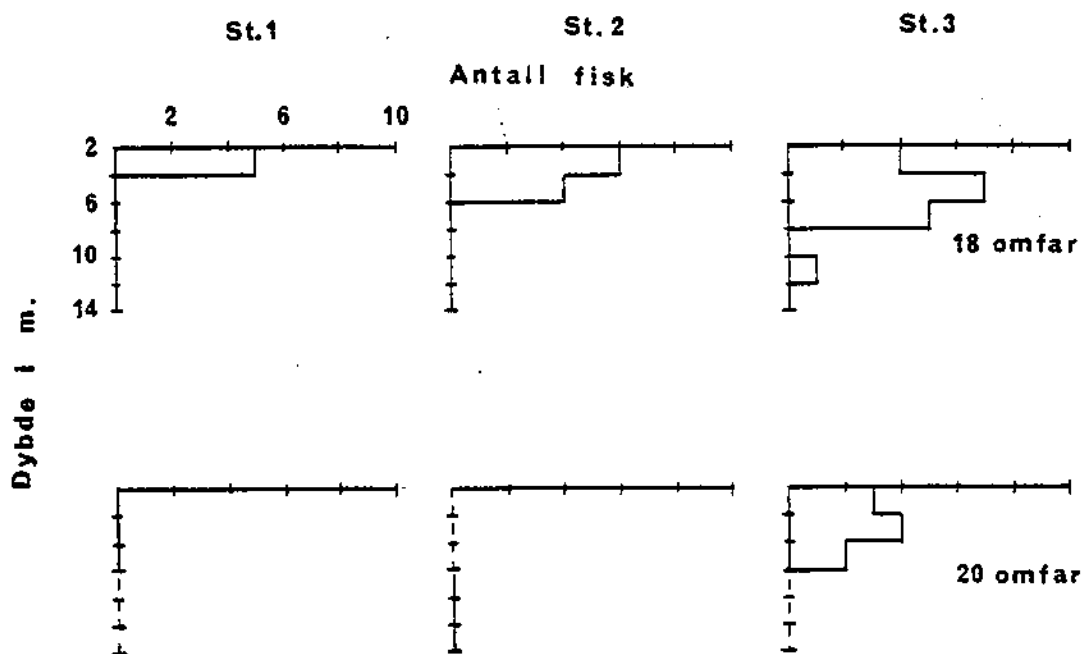 St.1
St.2
St.3
Antall fisk
2
6
10
2
6
10
14
18 omfar
Dybde i m.
20 omfar